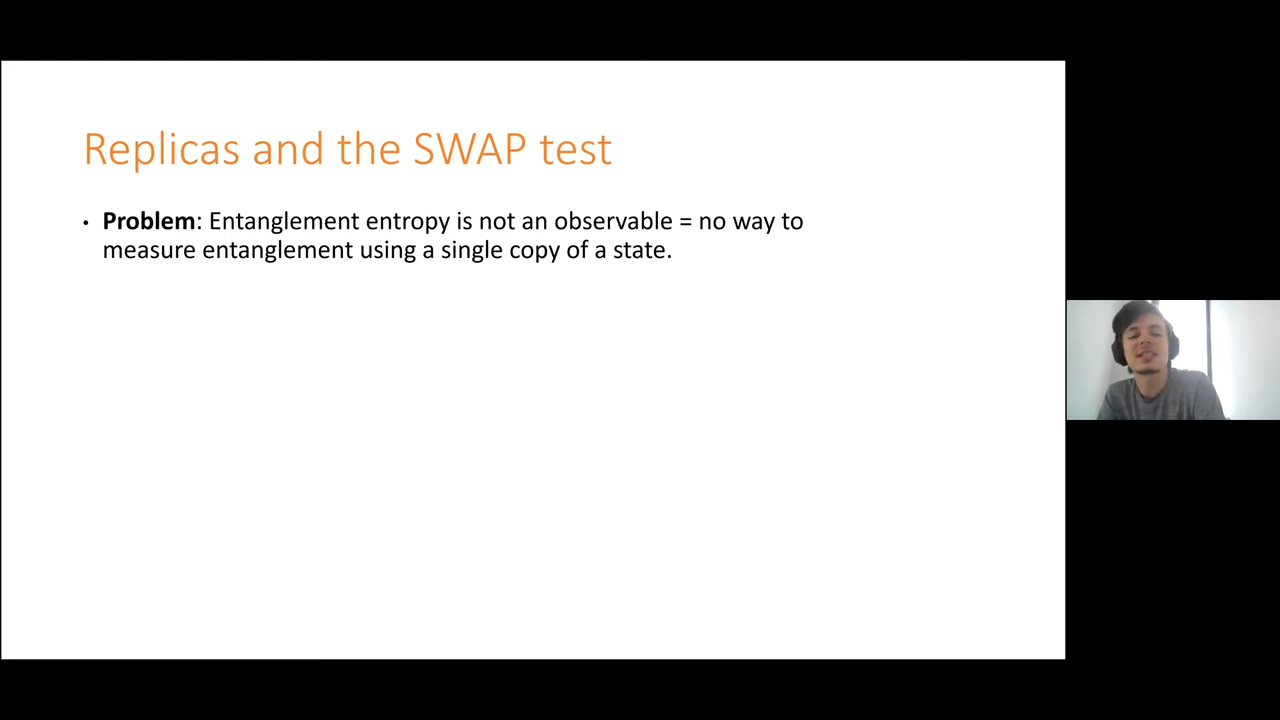 Replicas and the SWAP test
• Problem: Entanglement entropy is not an observable = no way to
measure entanglement using a single copy of a state.